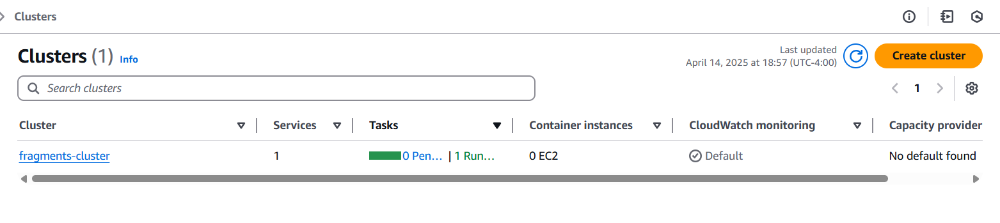 Clusters
Clusters (1) Info
Last updated
April 14, 2025 at 18:57 (UTC-4:00)
Create cluster
Search clusters
1
Cluster Services Tasks Container instances CloudWatch monitoring Capacity provider
fragments-cluster 1 0 Pen... | 1 Run... 0 EC2 Default No default found